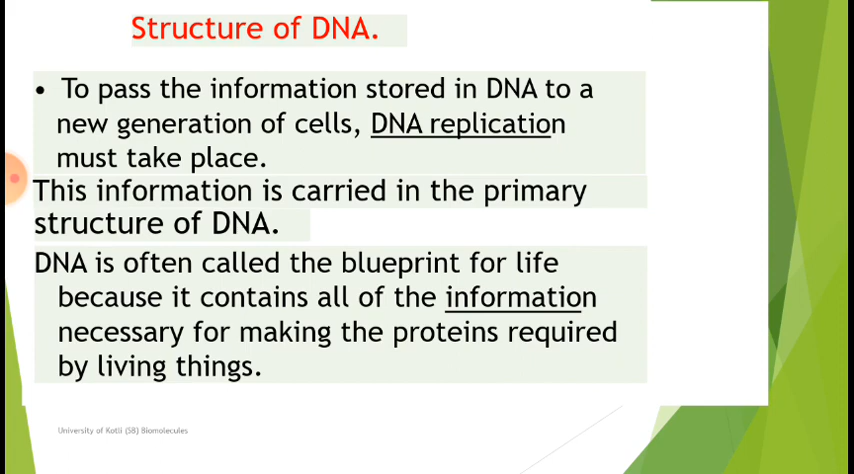 Structure of DNA.
• To pass the information stored in DNA to a
new generation of cells, DNA replication
must take place.
This information is carried in the primary
structure of DNA.
DNA is often called the blueprint for life
because it contains all of the information
necessary for making the proteins required
by living things.
University of Kotli (SB) Biomolecules